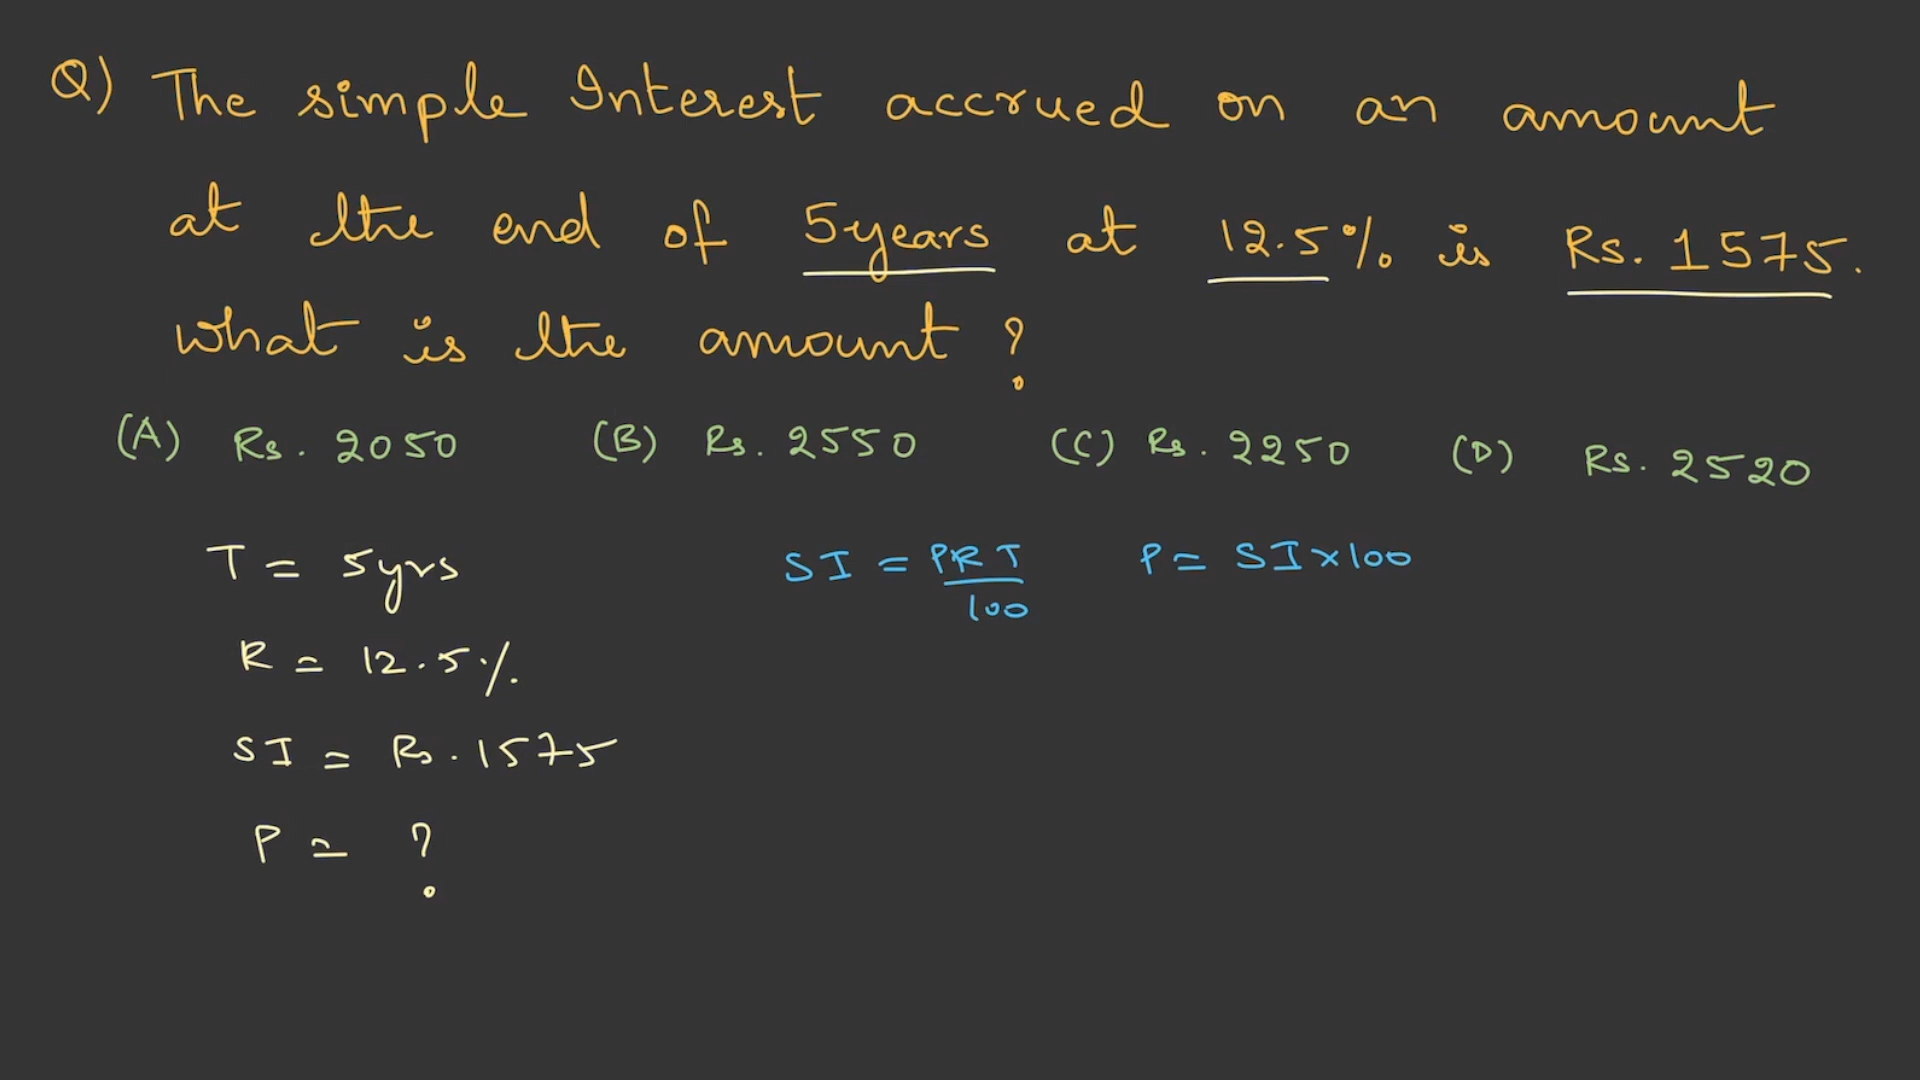 Q) The simple Interest accrued on an amount
at the end of 5years at 12.5% is Rs. 1575.
what is the amount?
(A) Rs. 2050 (B) Rs. 2550 (C) Rs. 2250 (D) Rs. 2520
T = 5yrs SI = PRT/100 P = SI×100
R = 12.5%.
SI = Rs. 1575
P = ?